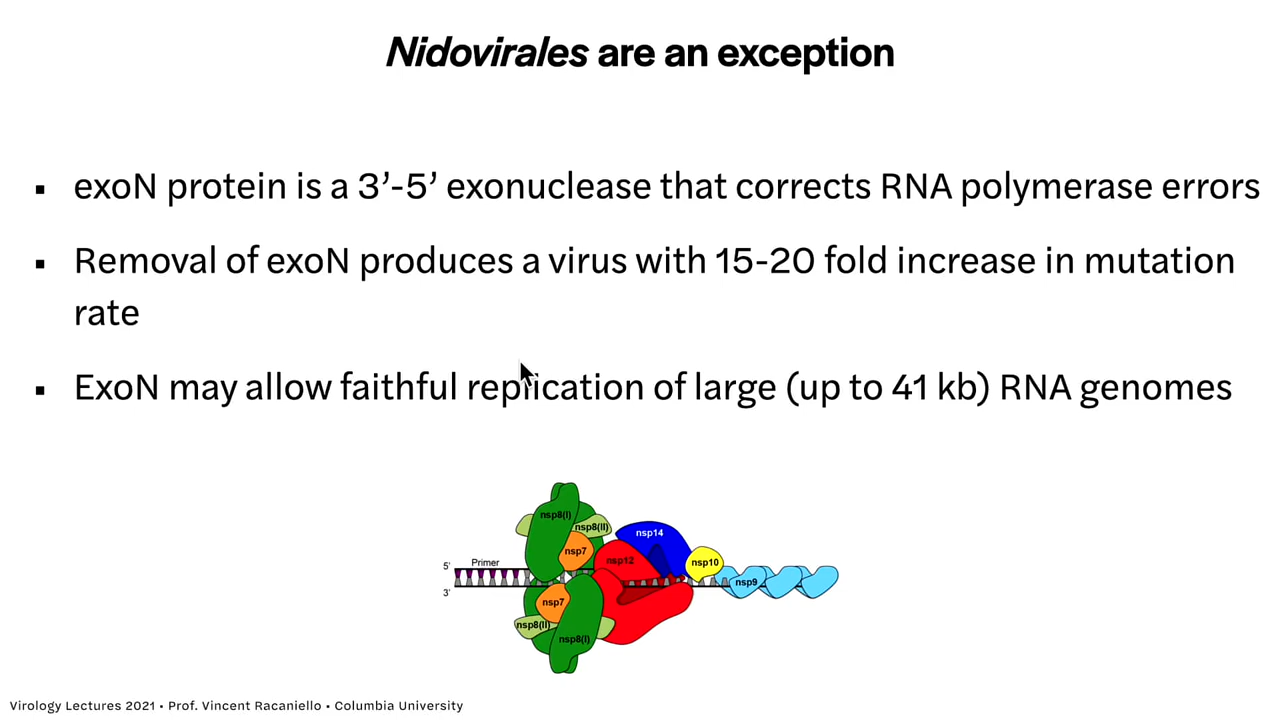 Nidovirales are an exception
▪ exoN protein is a 3’-5’ exonuclease that corrects RNA polymerase errors
▪ Removal of exoN produces a virus with 15-20 fold increase in mutation
rate
▪ ExoN may allow faithful replication of large (up to 41 kb) RNA genomes
nsp8(I)
nsp8(II)
nsp14
nsp7
nsp12
5'
Primer
nsp10
nsp9
3'
nsp7
nsp8(II)
nsp8(I)
Virology Lectures 2021 • Prof. Vincent Racaniello • Columbia University